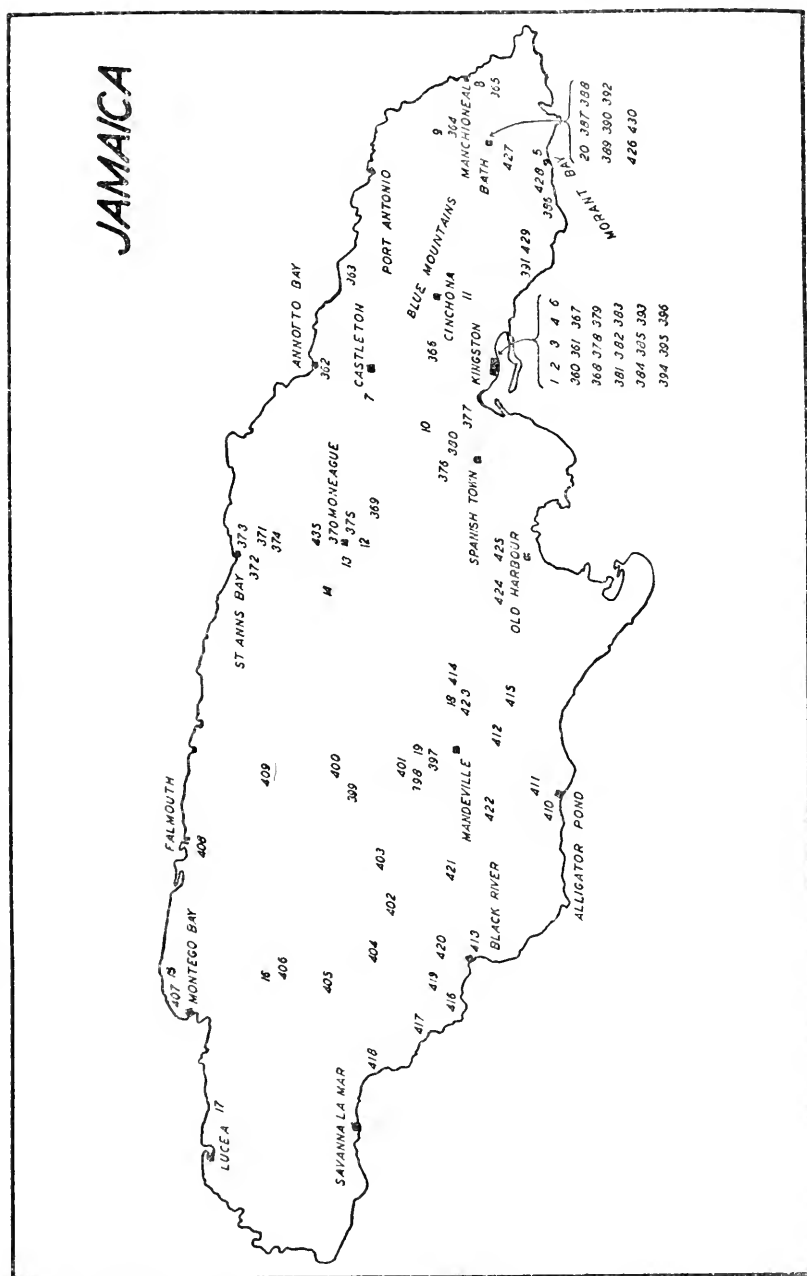 JAMAICA
LUCEA 17
MONTEGO BAY
407 15
FALMOUTH
408
ST ANNS BAY
373
372 371
374
ANNOTTO BAY
362
363
PORT ANTONIO
SAVANNA LA MAR
418
16
406
405
404
402
403
409
400
399
401
398 19
397
14
435
370 MONEAGUE
13 375
12 369
7 CASTLETON
BLUE MOUNTAINS
366 CINCHONA
11
9
364
MANCHIONEAL
8
365
BATH
427
417
416 419 420
413
BLACK RIVER
421
MANDEVILLE
422
18 414
423
412 415
410 411
ALLIGATOR POND
424 425
OLD HARBOUR
SPANISH TOWN
376 380 377
10
KINGSTON
1 2 3 4 6
360 361 367
368 378 379
381 382 383
384 385 393
394 395 396
391 429
386 428 5
MORANT BAY
20 387 388
389 390 392
426 430